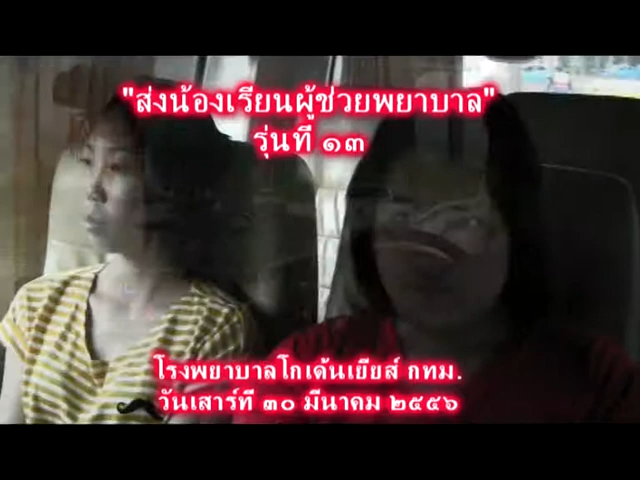 "ส่งน้องเรียนผู้ช่วยพยาบาล"
รุ่นที่ ๑๓
โรงพยาบาลโกเด้นเยียส์ กทม.
วันเสาร์ที่ ๓๐ มีนาคม ๒๕๕๖